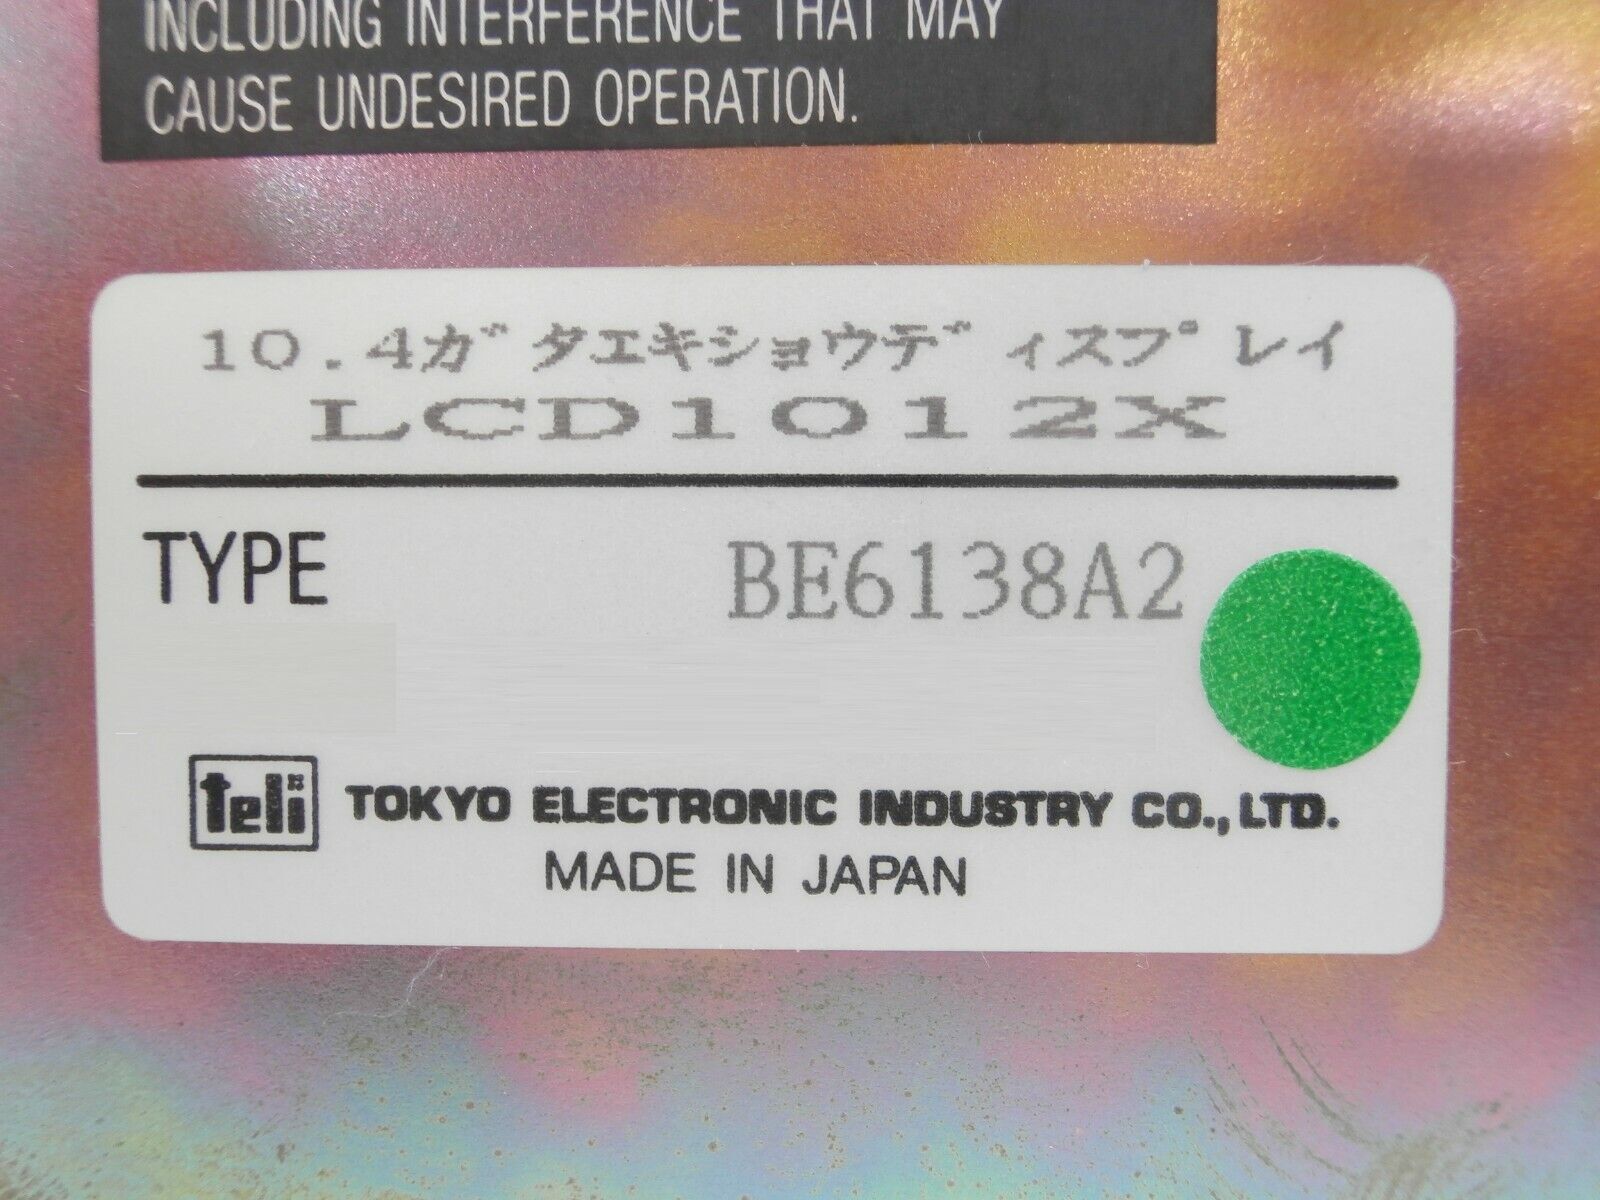 INCLUDING INTERFERENCE THAT MAY
CAUSE UNDESIRED OPERATION.
10.4ガタエキショウディスプレイ
LCD1012X
TYPE BE6138A2
teli TOKYO ELECTRONIC INDUSTRY CO., LTD.
MADE IN JAPAN